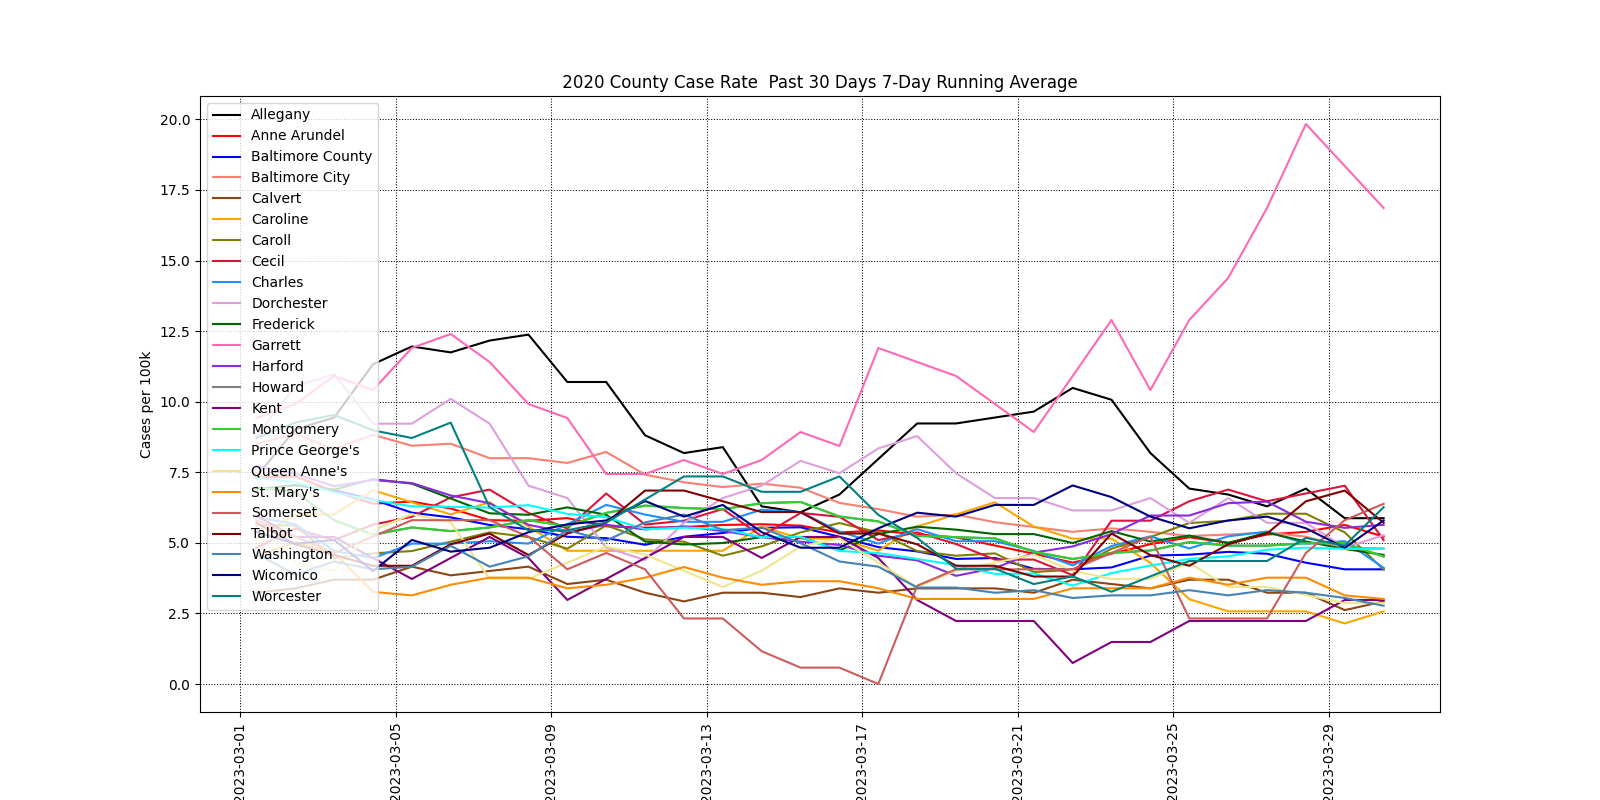 2020 County Case Rate  Past 30 Days 7-Day Running Average
Cases per 100k
20.0
17.5
15.0
12.5
10.0
7.5
5.0
2.5
0.0
Allegany
Anne Arundel
Baltimore County
Baltimore City
Calvert
Caroline
Caroll
Cecil
Charles
Dorchester
Frederick
Garrett
Harford
Howard
Kent
Montgomery
Prince George's
Queen Anne's
St. Mary's
Somerset
Talbot
Washington
Wicomico
Worcester
2023-03-01
2023-03-05
2023-03-09
2023-03-13
2023-03-17
2023-03-21
2023-03-25
2023-03-29